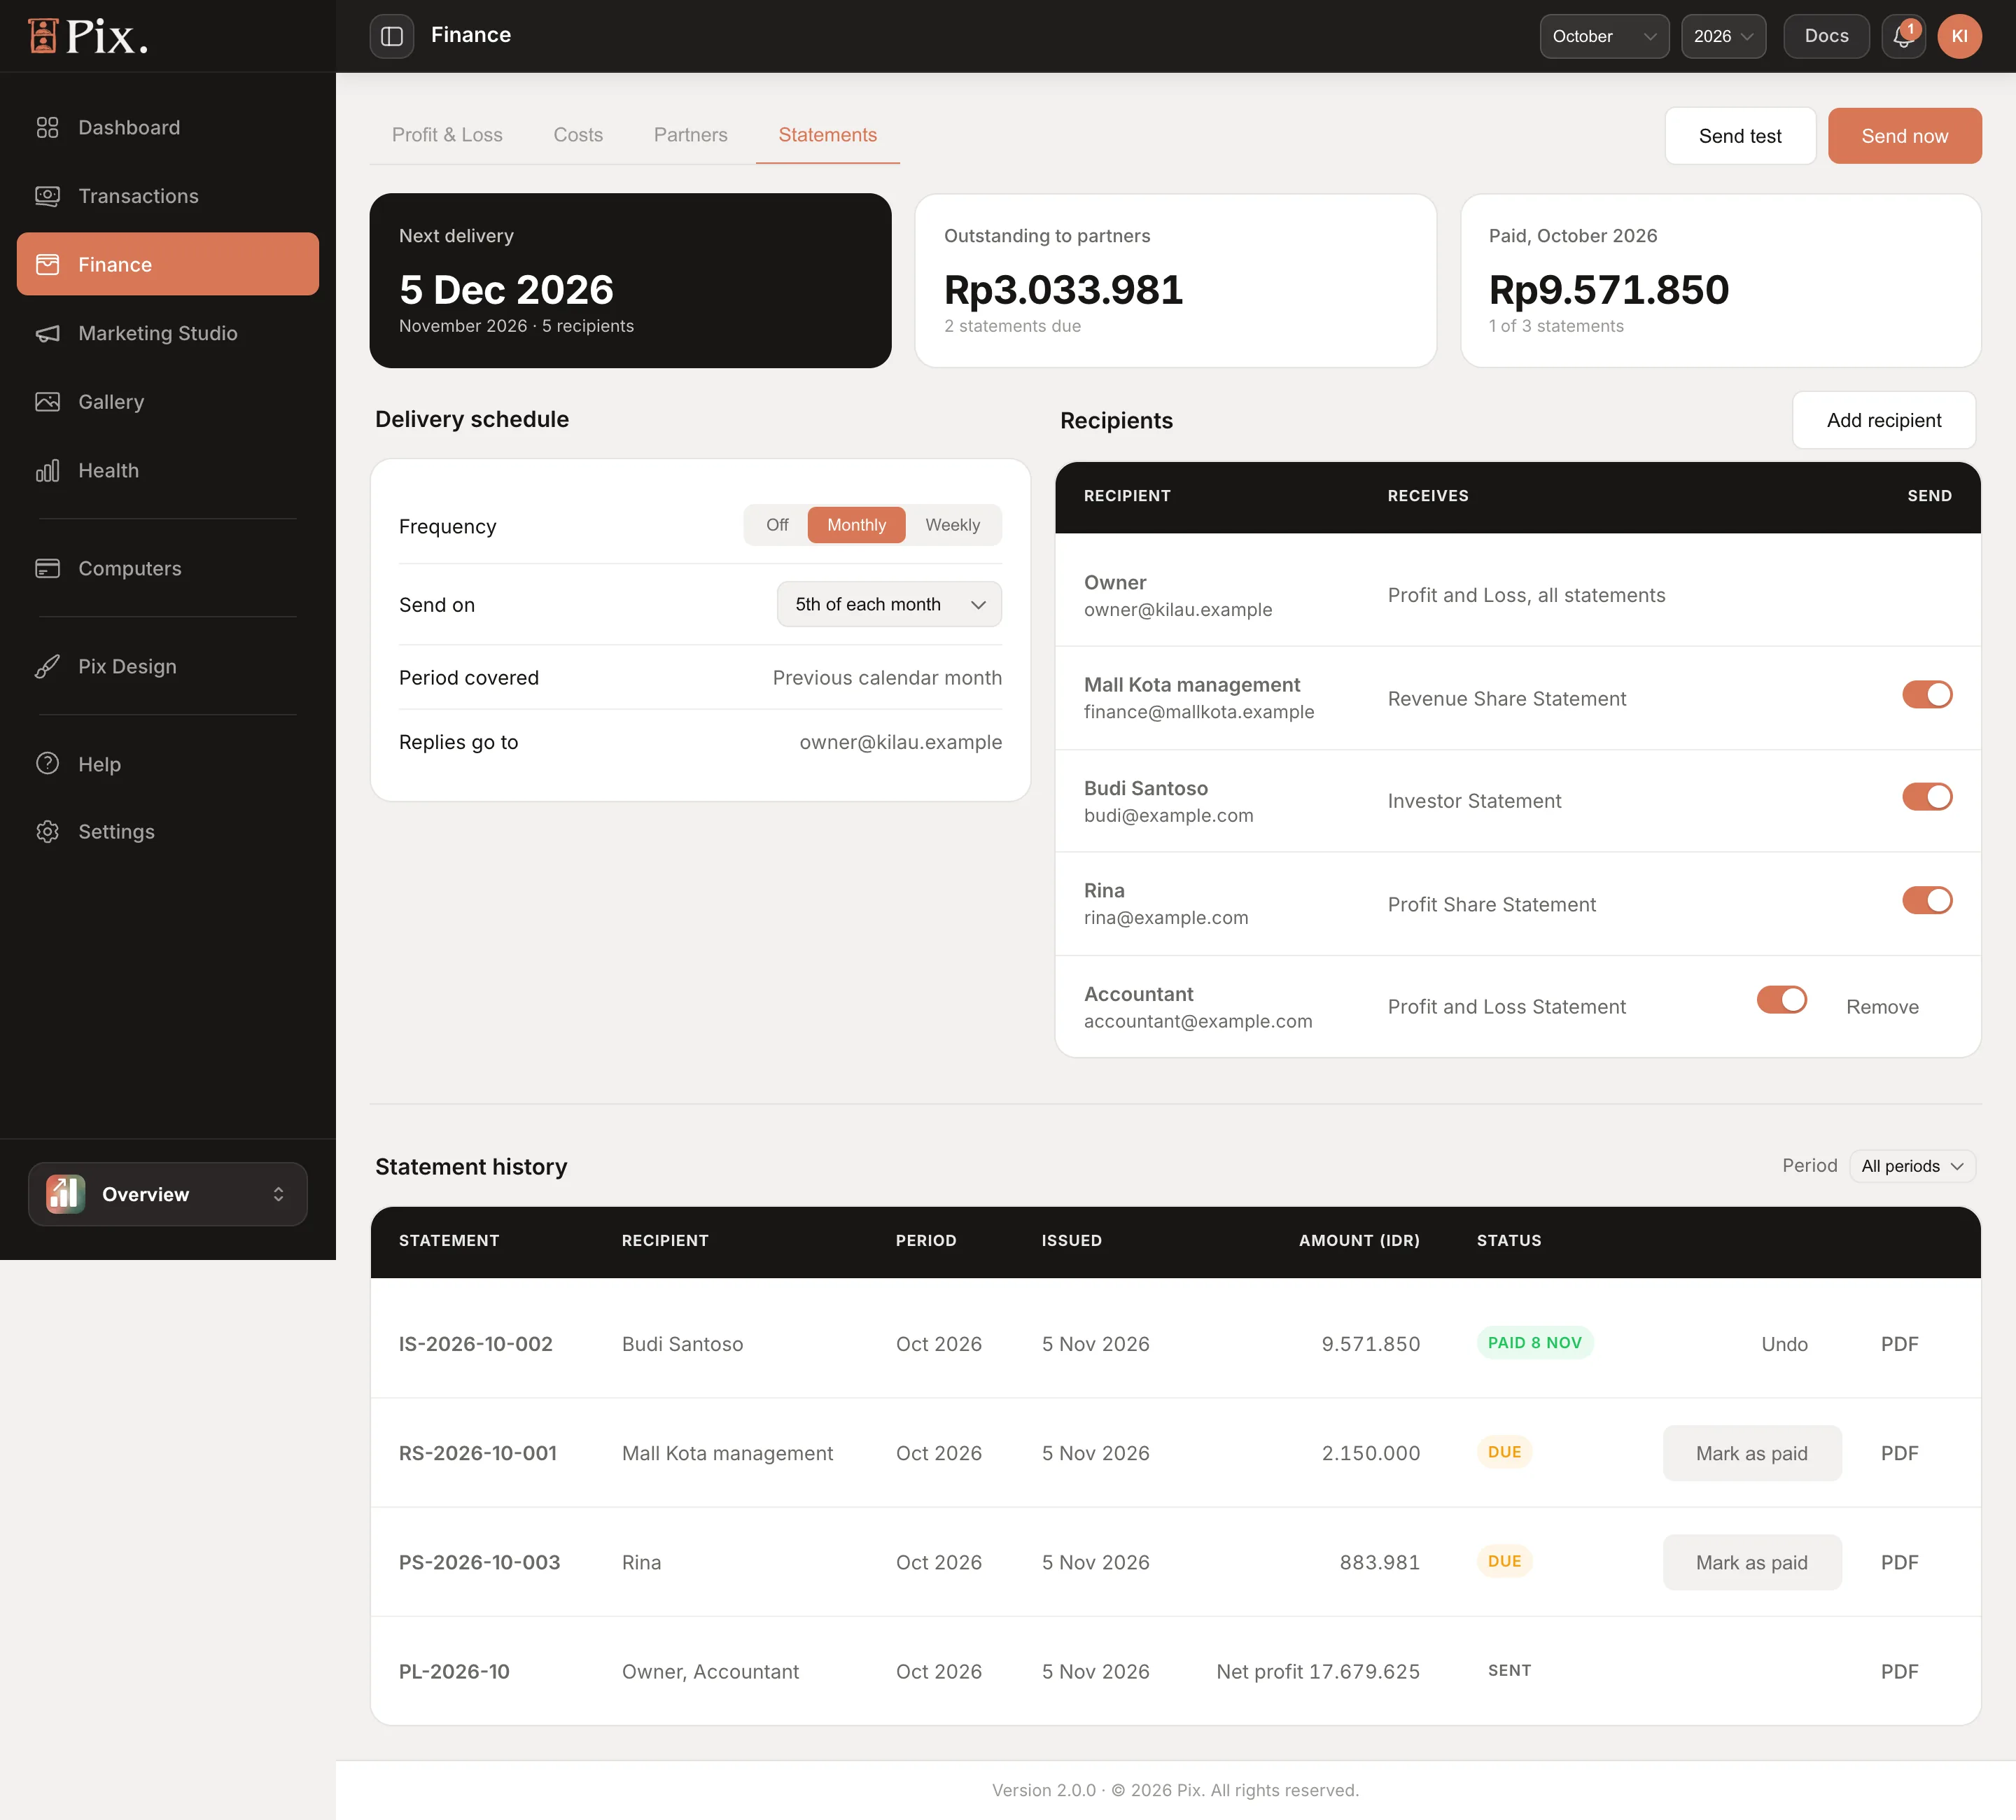 Pix.
Finance
October
2026
Docs
1
KI
Dashboard
Transactions
Finance
Marketing Studio
Gallery
Health
Computers
Pix Design
Help
Settings
Overview
Profit & Loss
Costs
Partners
Statements
Send test
Send now
Next delivery
5 Dec 2026
November 2026 · 5 recipients
Outstanding to partners
Rp3.033.981
2 statements due
Paid, October 2026
Rp9.571.850
1 of 3 statements
Delivery schedule
Frequency
Off
Monthly
Weekly
Send on
5th of each month
Period covered
Previous calendar month
Replies go to
owner@kilau.example
Recipients
Add recipient
RECIPIENT RECEIVES SEND
Owner
owner@kilau.example
Profit and Loss, all statements
Mall Kota management
finance@mallkota.example
Revenue Share Statement
Budi Santoso
budi@example.com
Investor Statement
Rina
rina@example.com
Profit Share Statement
Accountant
accountant@example.com
Profit and Loss Statement
Remove
Statement history
Period
All periods
STATEMENT RECIPIENT PERIOD ISSUED AMOUNT (IDR) STATUS
IS-2026-10-002 Budi Santoso Oct 2026 5 Nov 2026 9.571.850 PAID 8 NOV Undo PDF
RS-2026-10-001 Mall Kota management Oct 2026 5 Nov 2026 2.150.000 DUE Mark as paid PDF
PS-2026-10-003 Rina Oct 2026 5 Nov 2026 883.981 DUE Mark as paid PDF
PL-2026-10 Owner, Accountant Oct 2026 5 Nov 2026 Net profit 17.679.625 SENT PDF
Version 2.0.0 · © 2026 Pix. All rights reserved.